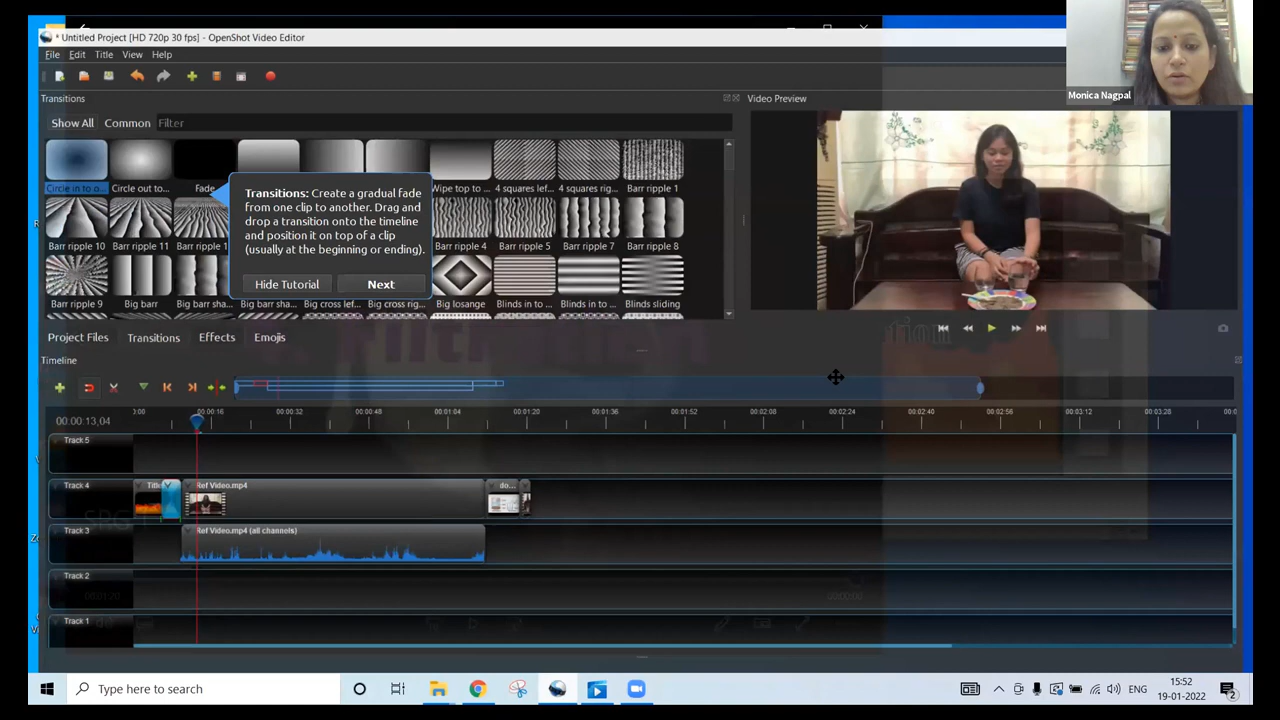 * Untitled Project [HD 720p 30 fps] - OpenShot Video Editor
File Edit Title View Help
Monica Nagpal
Transitions
Video Preview
Show All Common Filter
Circle in to o... Circle out to... Fade Wipe top to ... 4 squares lef... 4 squares rig... Barr ripple 1
Transitions: Create a gradual fade
from one clip to another. Drag and
drop a transition onto the timeline
and position it on top of a clip
(usually at the beginning or ending).
Hide Tutorial Next
Barr ripple 10 Barr ripple 11 Barr ripple 1 Barr ripple 4 Barr ripple 5 Barr ripple 7 Barr ripple 8
Barr ripple 9 Big barr Big barr sha... Big barr sha... Big cross lef... Big cross rig... Big losange Blinds in to ... Blinds in to ... Blinds sliding
Project Files Transitions Effects Emojis
Timeline
00:00:13,04
0:00 00:00:16 00:00:32 00:00:48 00:01:04 00:01:20 00:01:36 00:01:52 00:02:08 00:02:24 00:02:40 00:02:56 00:03:12 00:03:28 00:0
Track 5
Track 4 Title Ref Video.mp4 do...
Track 3 Ref Video.mp4 (all channels)
Track 2
Track 1
Type here to search
ENG
15:52
19-01-2022
2